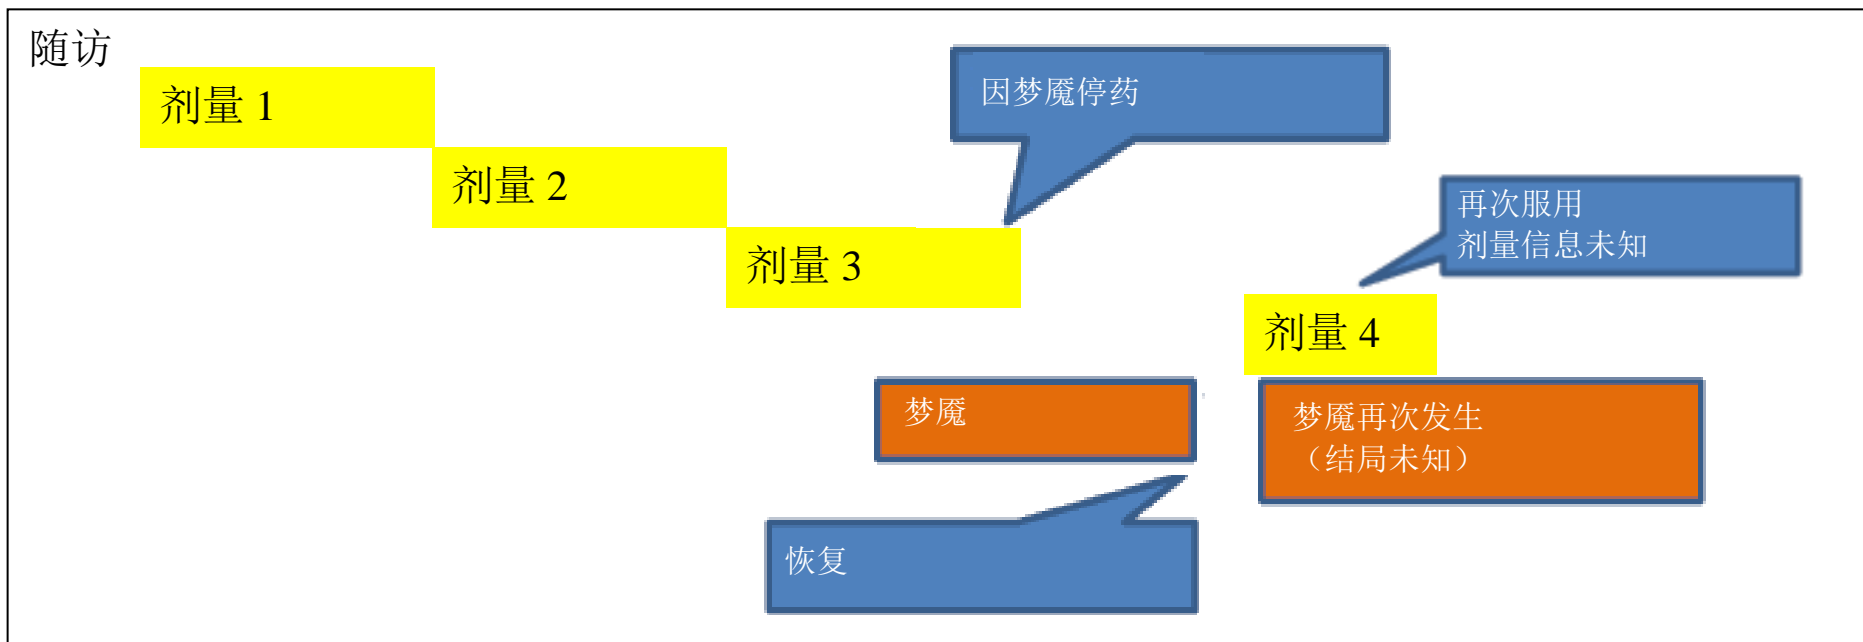 随访
剂量 1
因梦魇停药
剂量 2
再次服用
剂量信息未知
剂量 3
剂量 4
梦魇
梦魇再次发生
（结局未知）
恢复